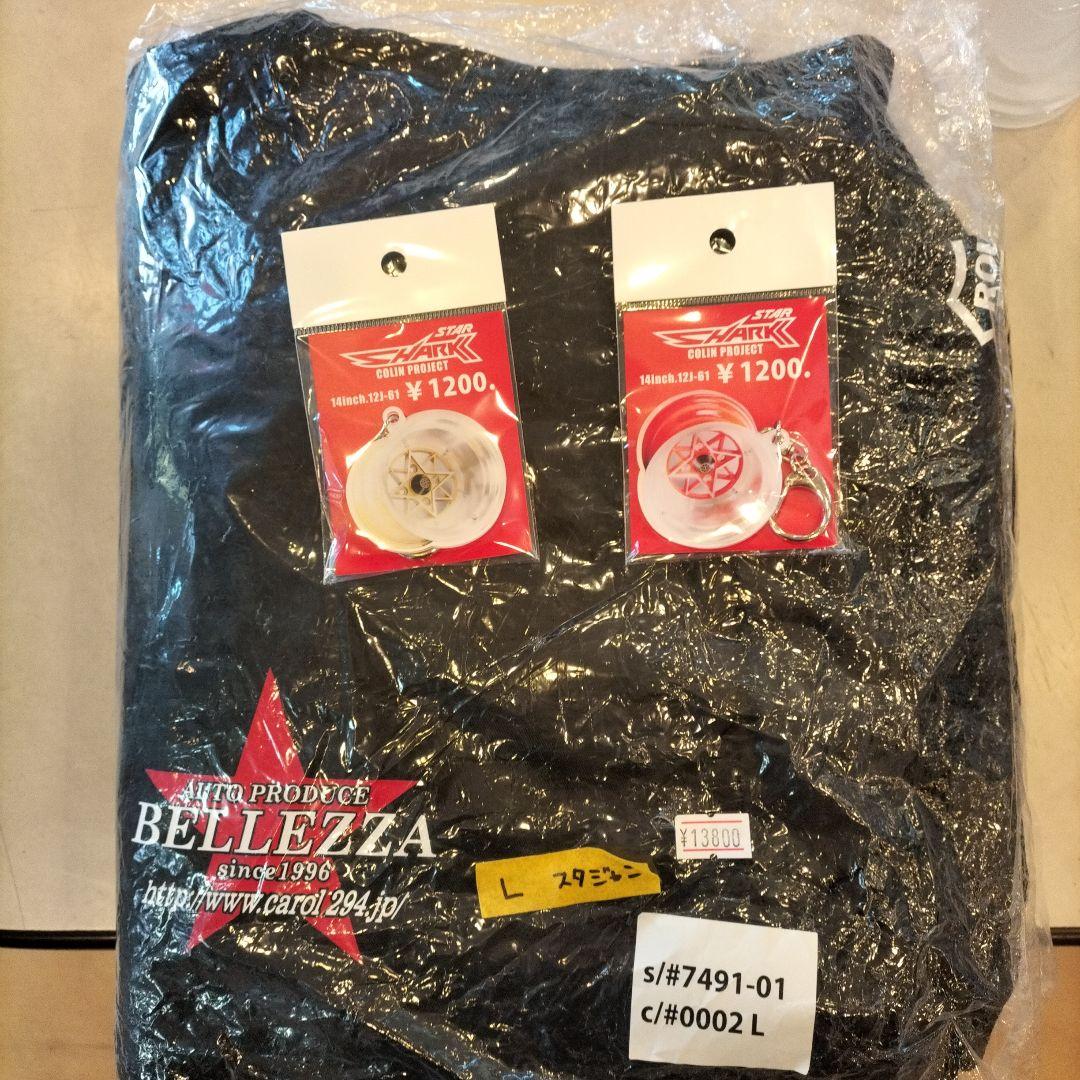 STAR
SHARK
COLIN PROJECT
14inch.12J-61 ¥1200.
STAR
SHARK
COLIN PROJECT
14inch.12J-61 ¥1200.
AUTO PRODUCE
BELLEZZA
since1996
http://www.carol294.jp/
¥13800
L スタジャン
s/#7491-01
c/#0002 L